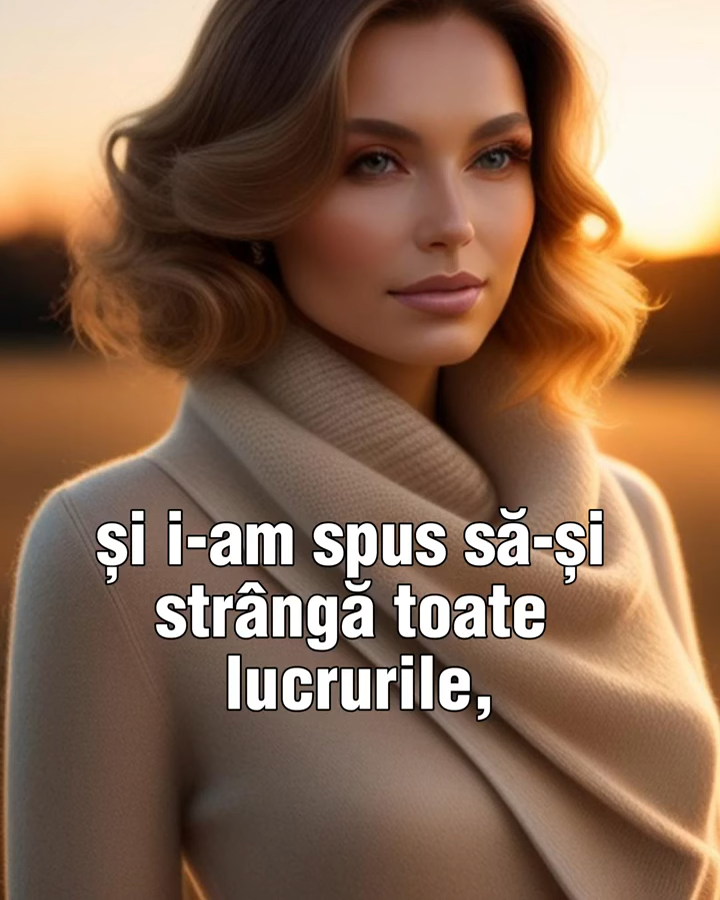 și i-am spus să-și
strângă toate
lucrurile,